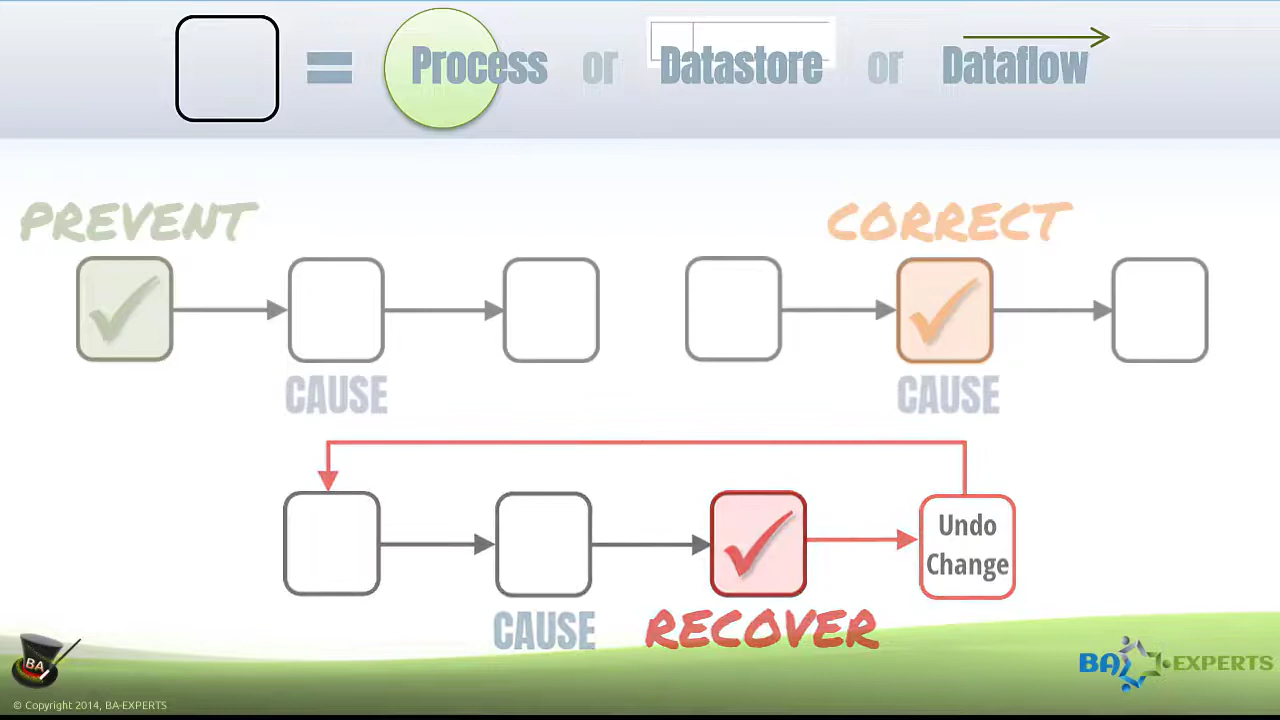 Process or Datastore or Dataflow
PREVENT
CORRECT
CAUSE
CAUSE
Undo
Change
CAUSE
RECOVER
BA
BA EXPERTS
© Copyright 2014, BA-EXPERTS